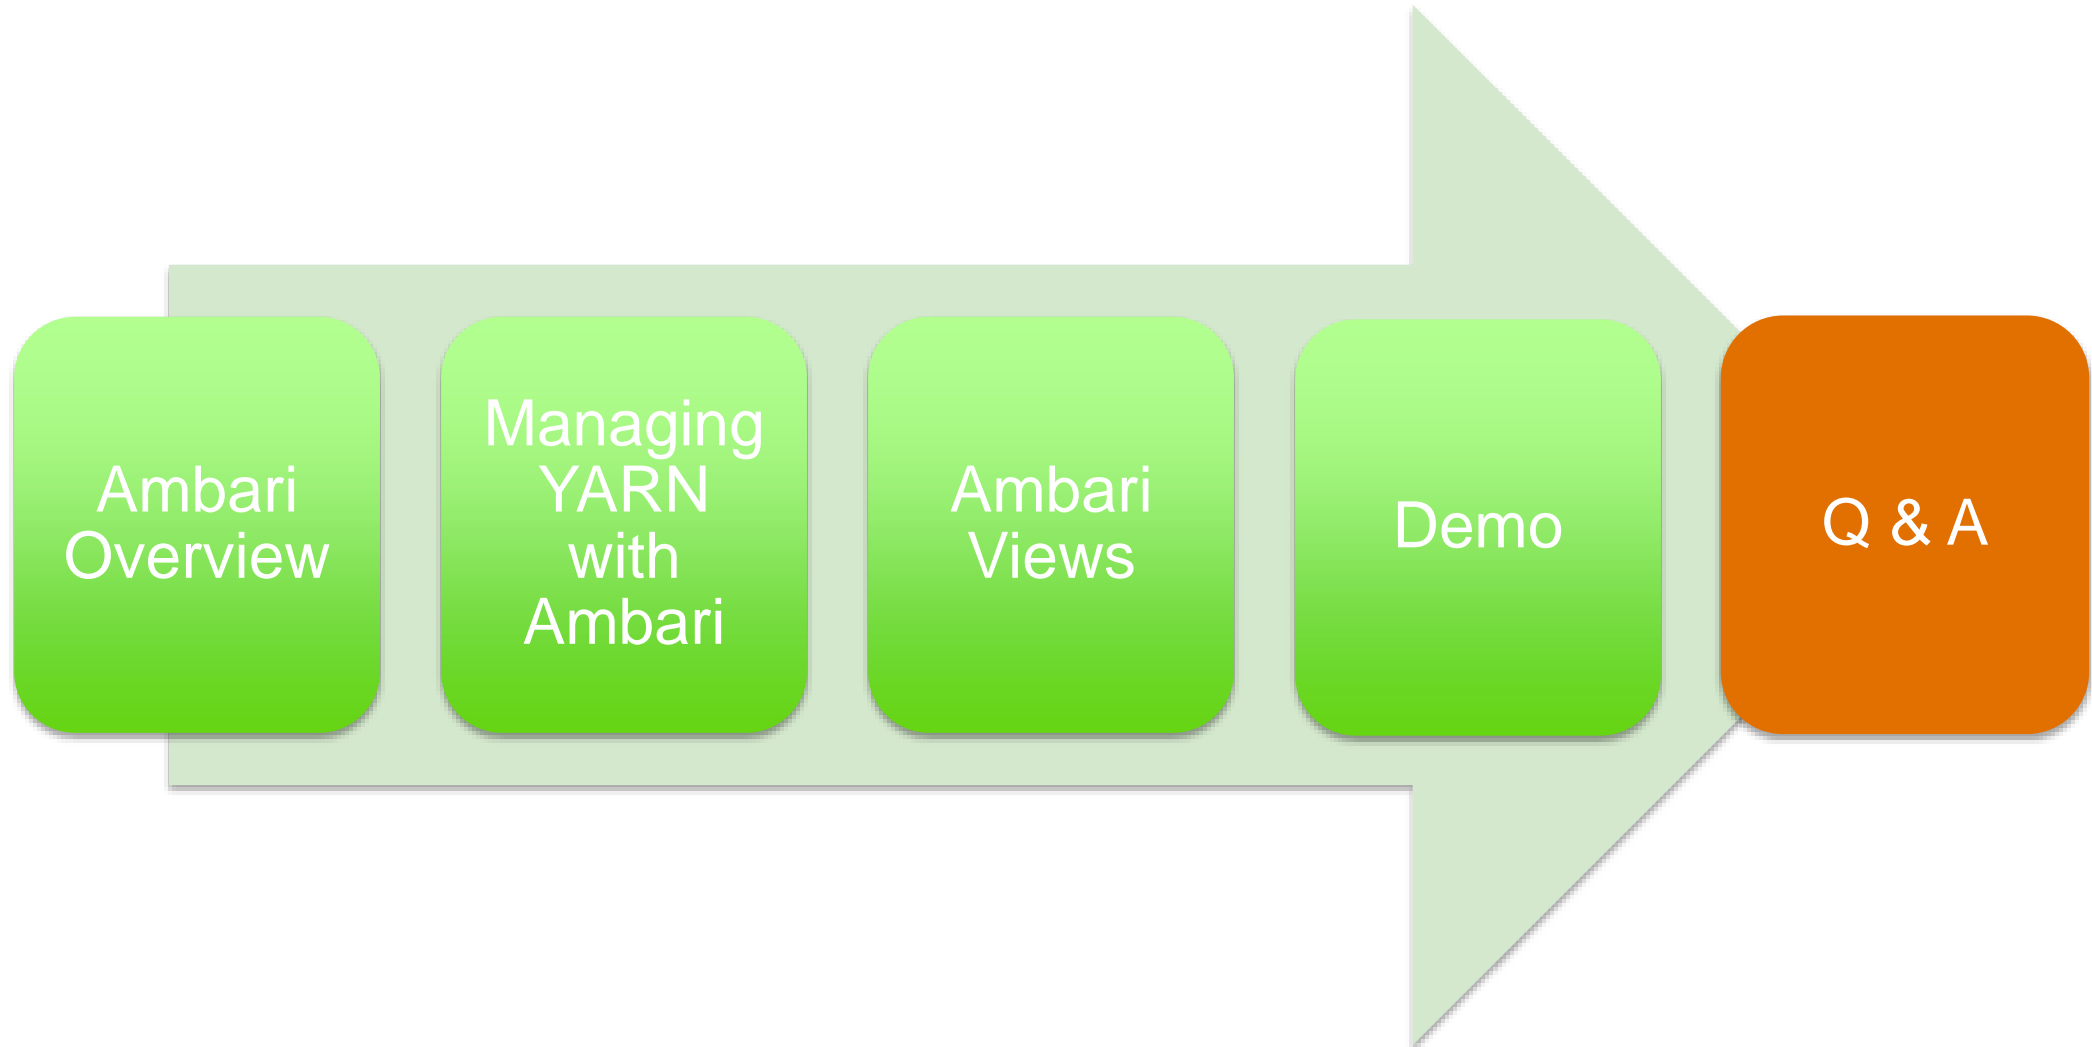 Ambari
Overview
Managing
YARN
with
Ambari
Ambari
Views
Demo
Q & A